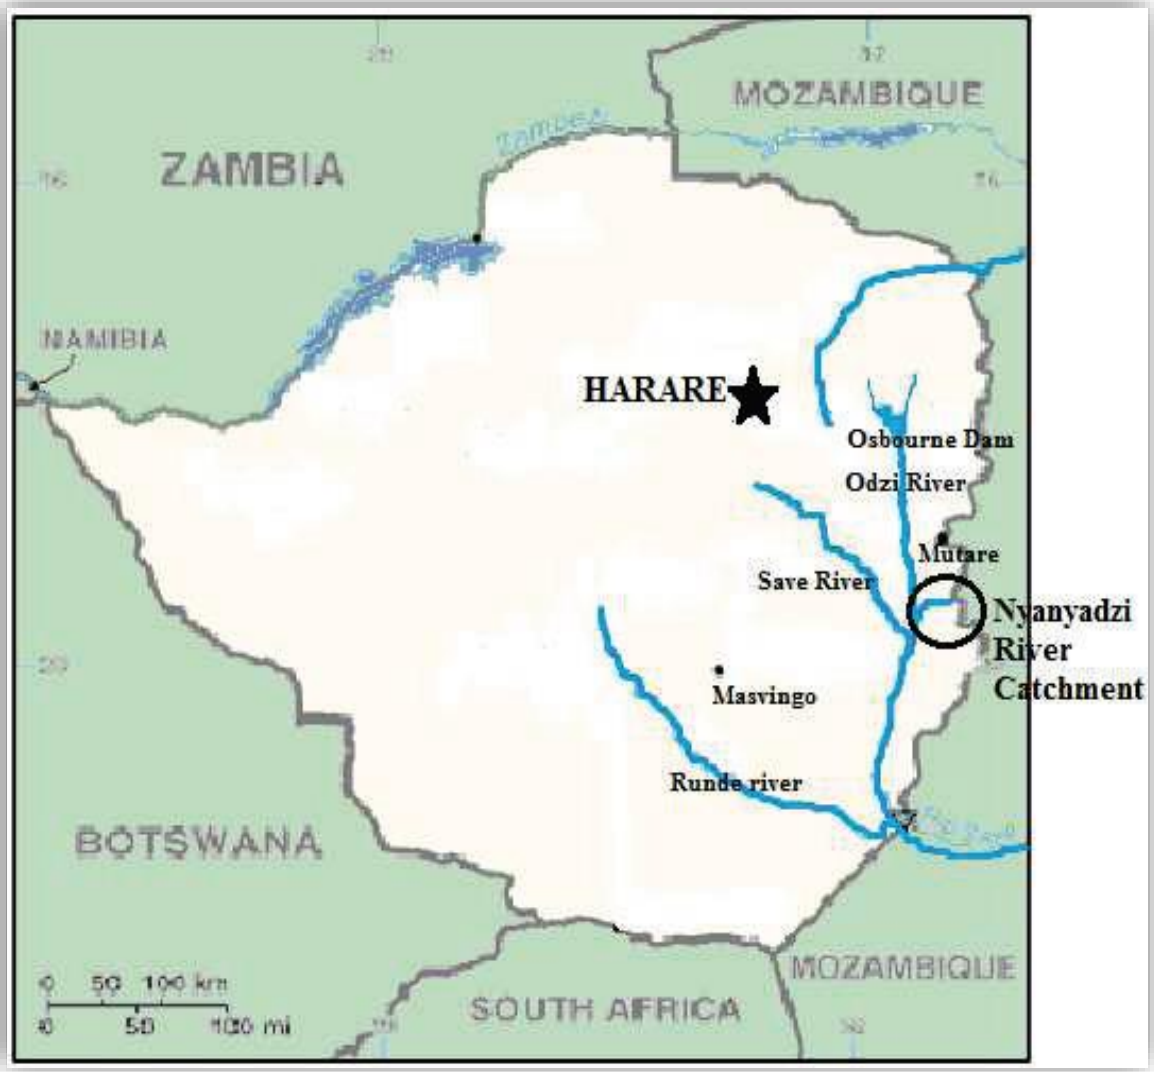 MOZAMBIQUE
Zambezi
ZAMBIA
NAMIBIA
HARARE
Osbourne Dam
Odzi River
Mutare
Save River
Nyanyadzi
River
Catchment
20
Masvingo
Runde river
BOTSWANA
MOZAMBIQUE
SOUTH AFRICA
0 50 100 km
0 50 100 mi